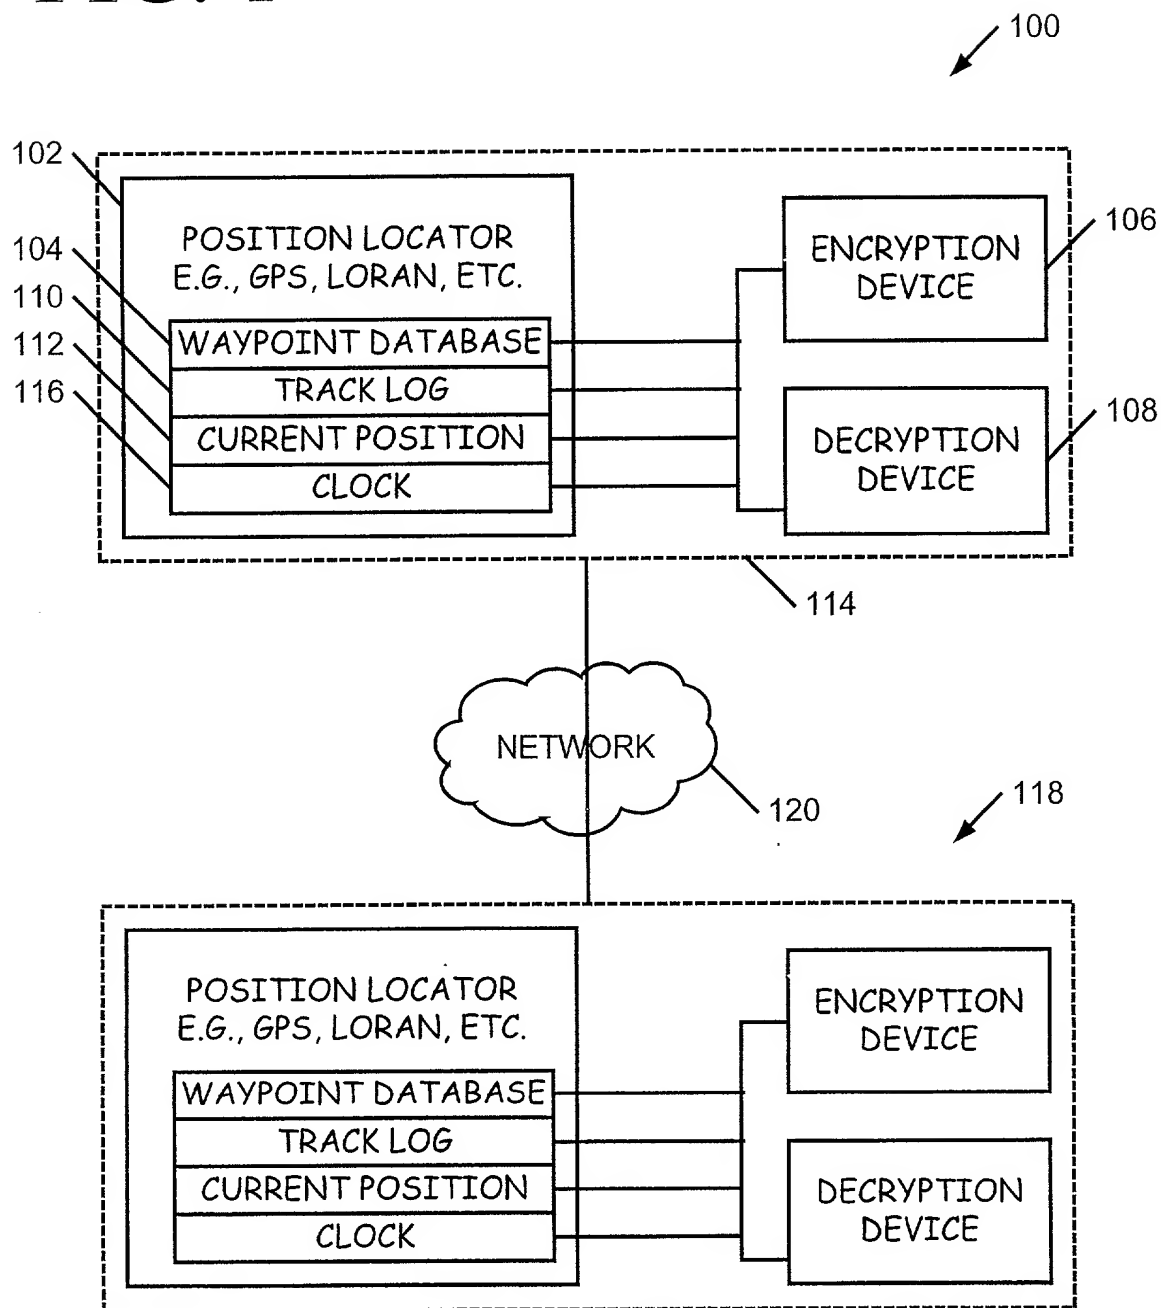 100
102
POSITION LOCATOR
E.G., GPS, LORAN, ETC.
104
110
112
116
WAYPOINT DATABASE
TRACK LOG
CURRENT POSITION
CLOCK
ENCRYPTION
DEVICE
106
DECRYPTION
DEVICE
108
114
NETWORK
120
118
POSITION LOCATOR
E.G., GPS, LORAN, ETC.
WAYPOINT DATABASE
TRACK LOG
CURRENT POSITION
CLOCK
ENCRYPTION
DEVICE
DECRYPTION
DEVICE